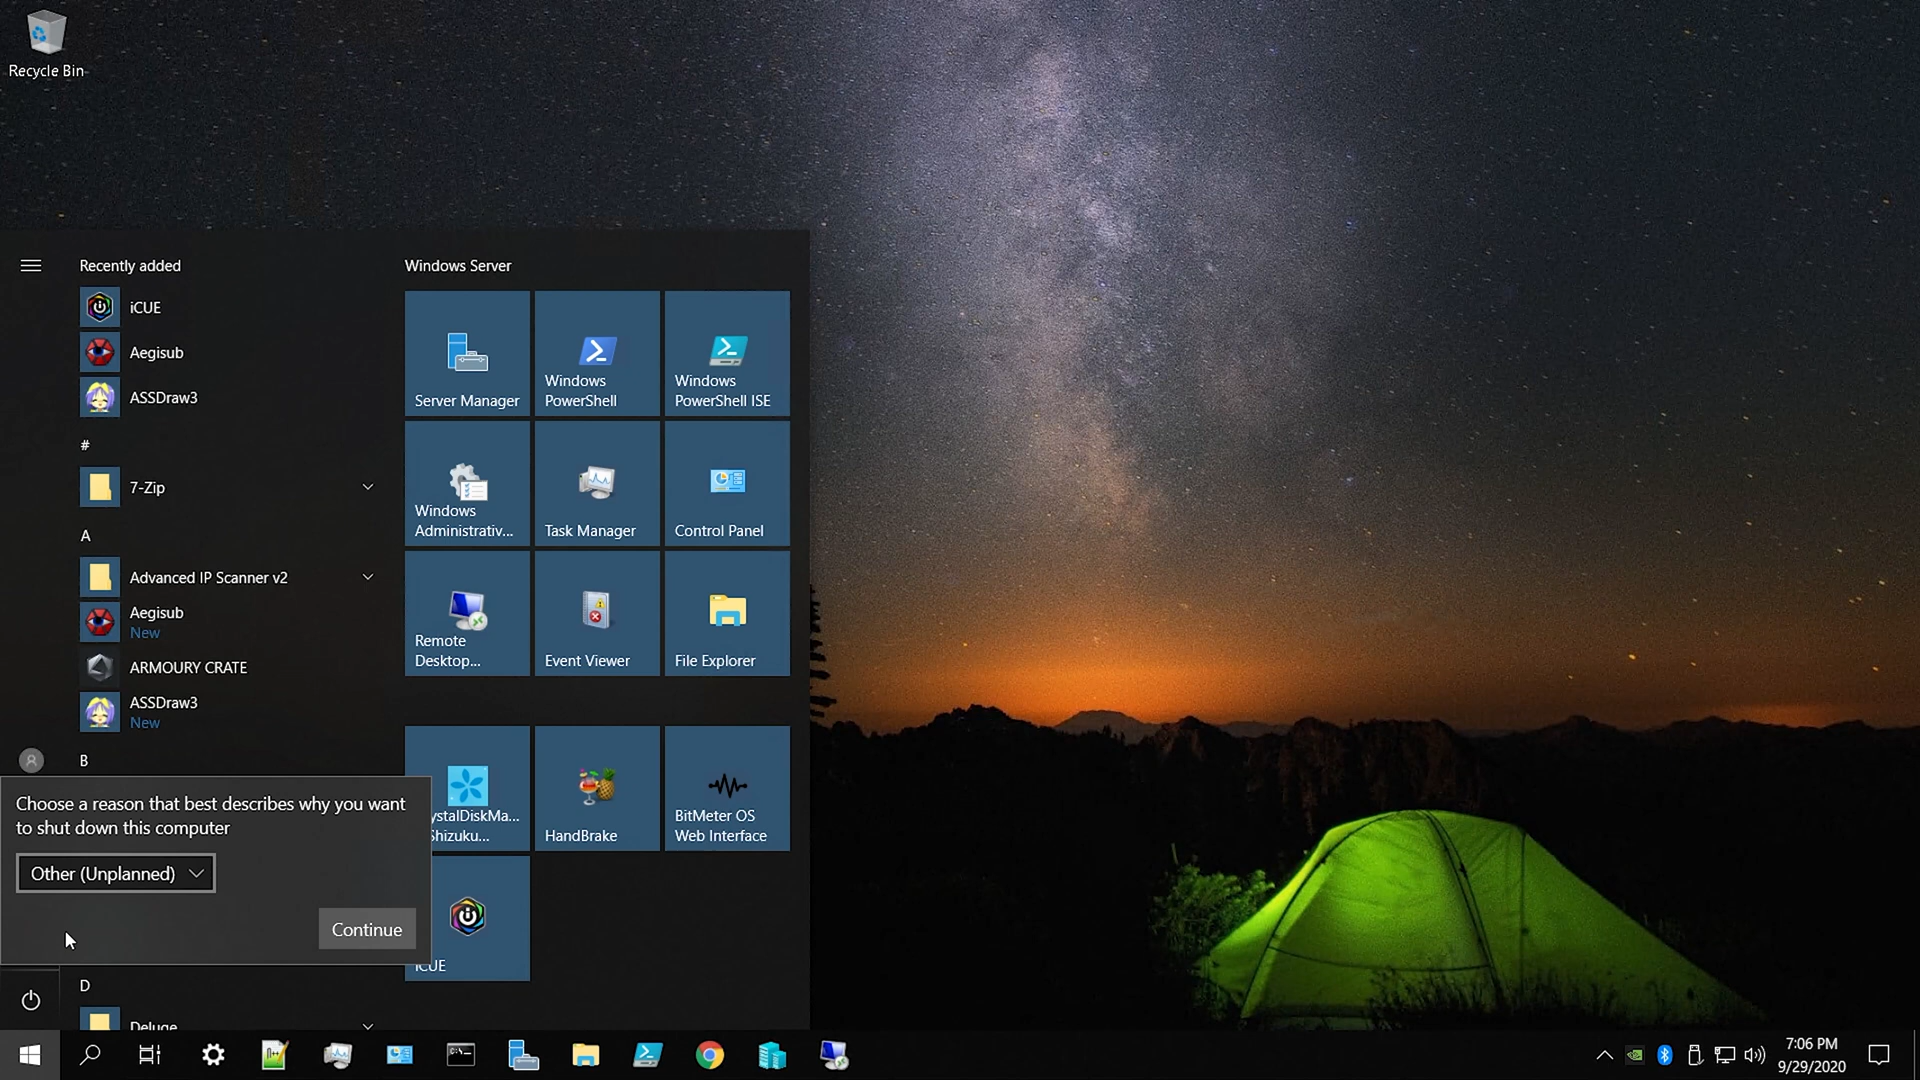 Recycle Bin
Recently added
iCUE
Aegisub
ASSDraw3
#
7-Zip
A
Advanced IP Scanner v2
Aegisub
New
ARMOURY CRATE
ASSDraw3
New
B
Choose a reason that best describes why you want
to shut down this computer
Other (Unplanned)
Continue
D
Deluge
Windows Server
Server Manager
Windows
PowerShell
Windows
PowerShell ISE
Windows
Administrativ...
Task Manager
Control Panel
Remote
Desktop...
Event Viewer
File Explorer
ystalDiskMa...
Shizuku...
HandBrake
BitMeter OS
Web Interface
iCUE
7:06 PM
9/29/2020